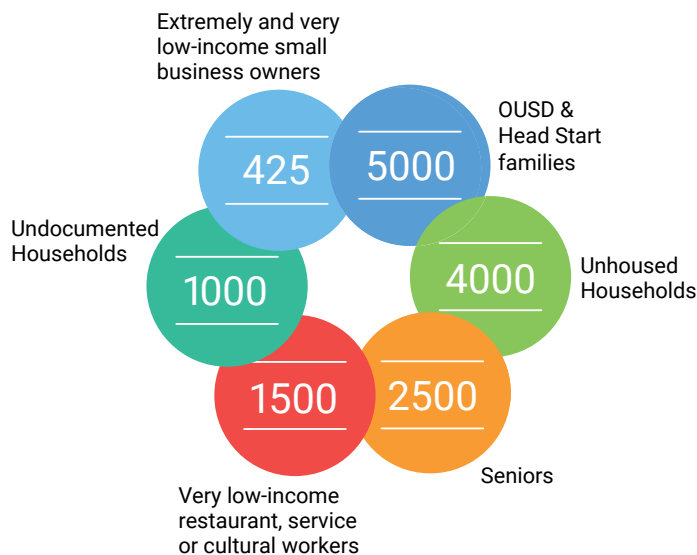 Extremely and very
low-income small
business owners
425
5000
OUSD &
Head Start
families
Undocumented
Households
1000
4000
Unhoused
Households
1500
2500
Seniors
Very low-income
restaurant, service
or cultural workers